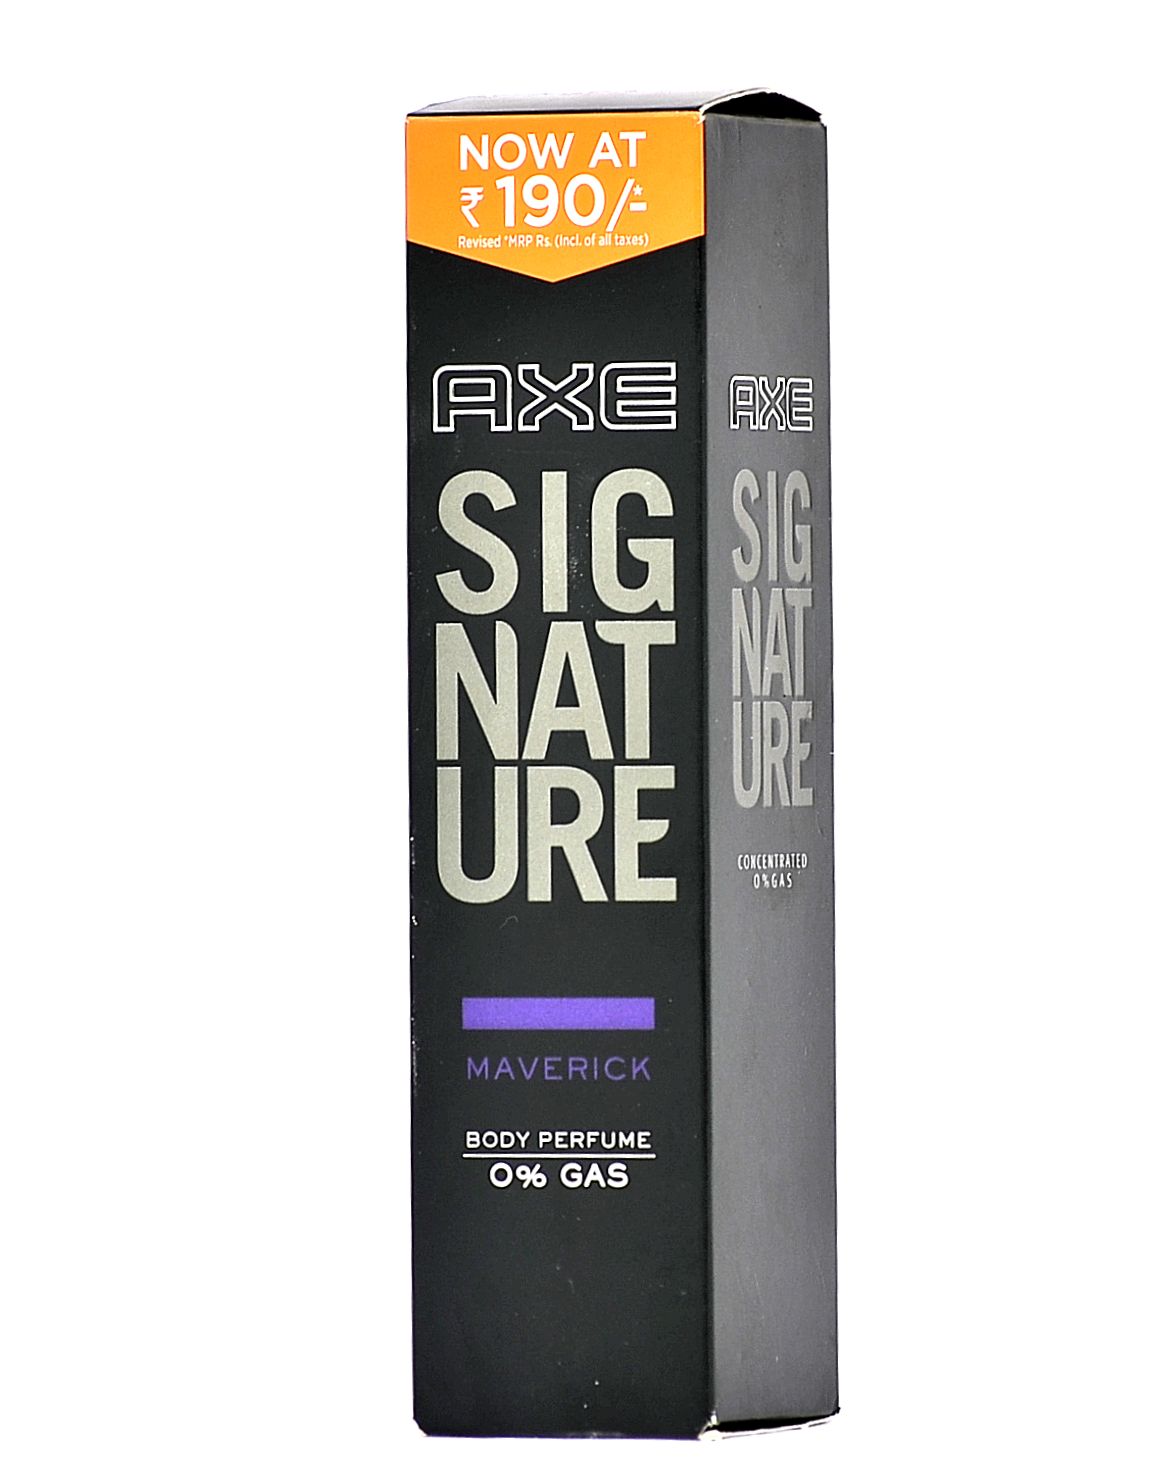 NOW AT
₹ 190/-*
Revised *MRP Rs. (Incl. of all taxes)
AXE
SIG
NAT
URE
MAVERICK
BODY PERFUME
0% GAS
AXE
SIG
NAT
URE
CONCENTRATED
0% GAS